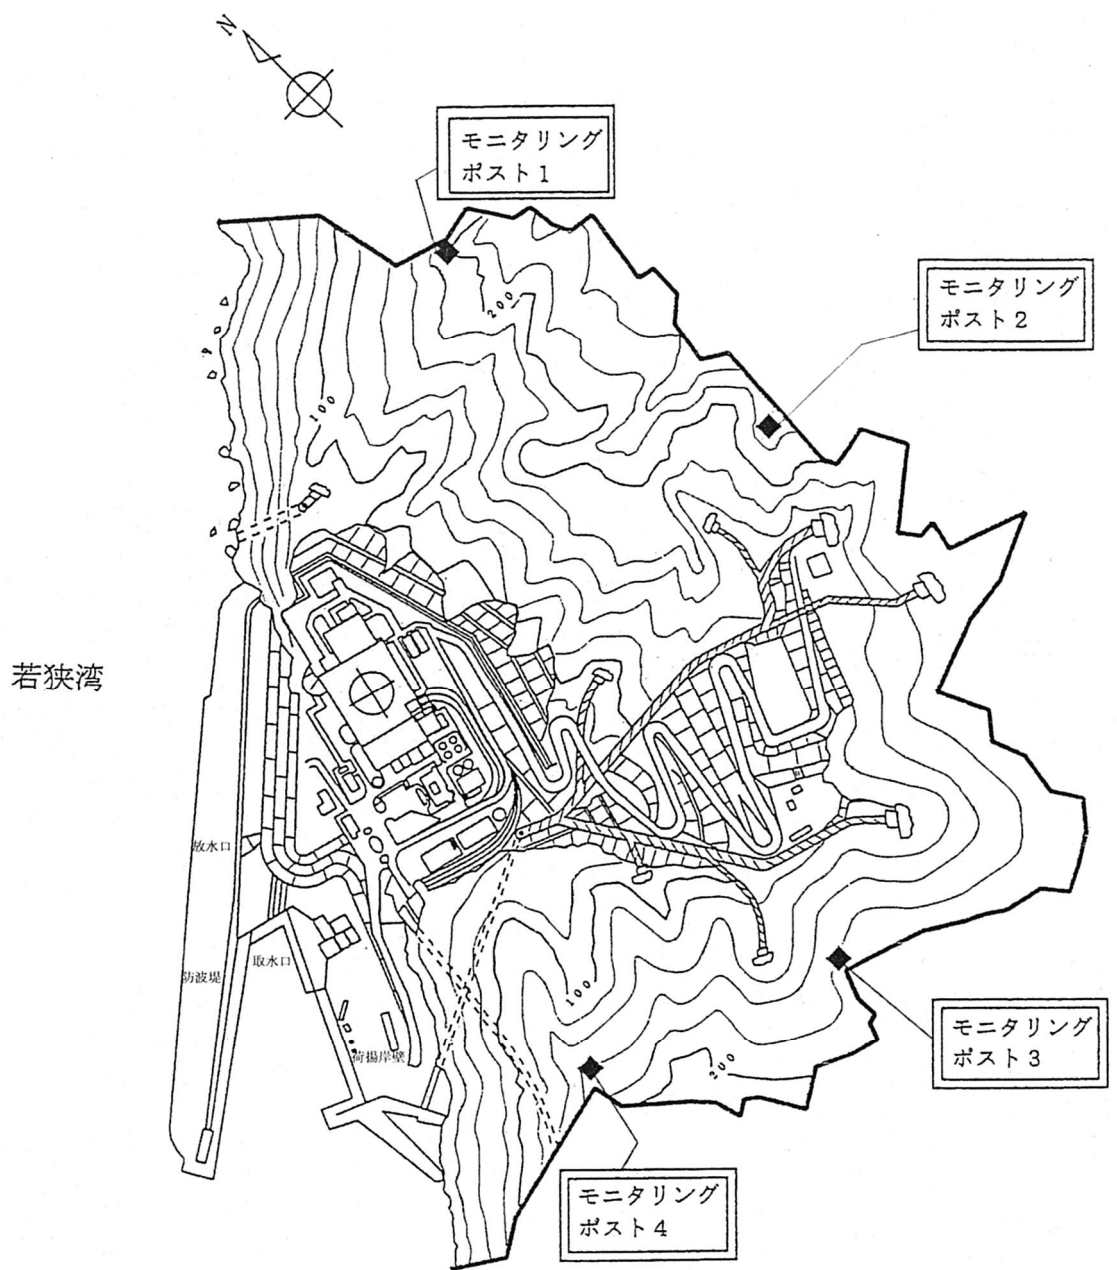 N
モニタリング
ポスト1
モニタリング
ポスト2
200
100
若狭湾
放水口
取水口
防波堤
荷揚岸壁
100
200
モニタリング
ポスト3
モニタリング
ポスト4